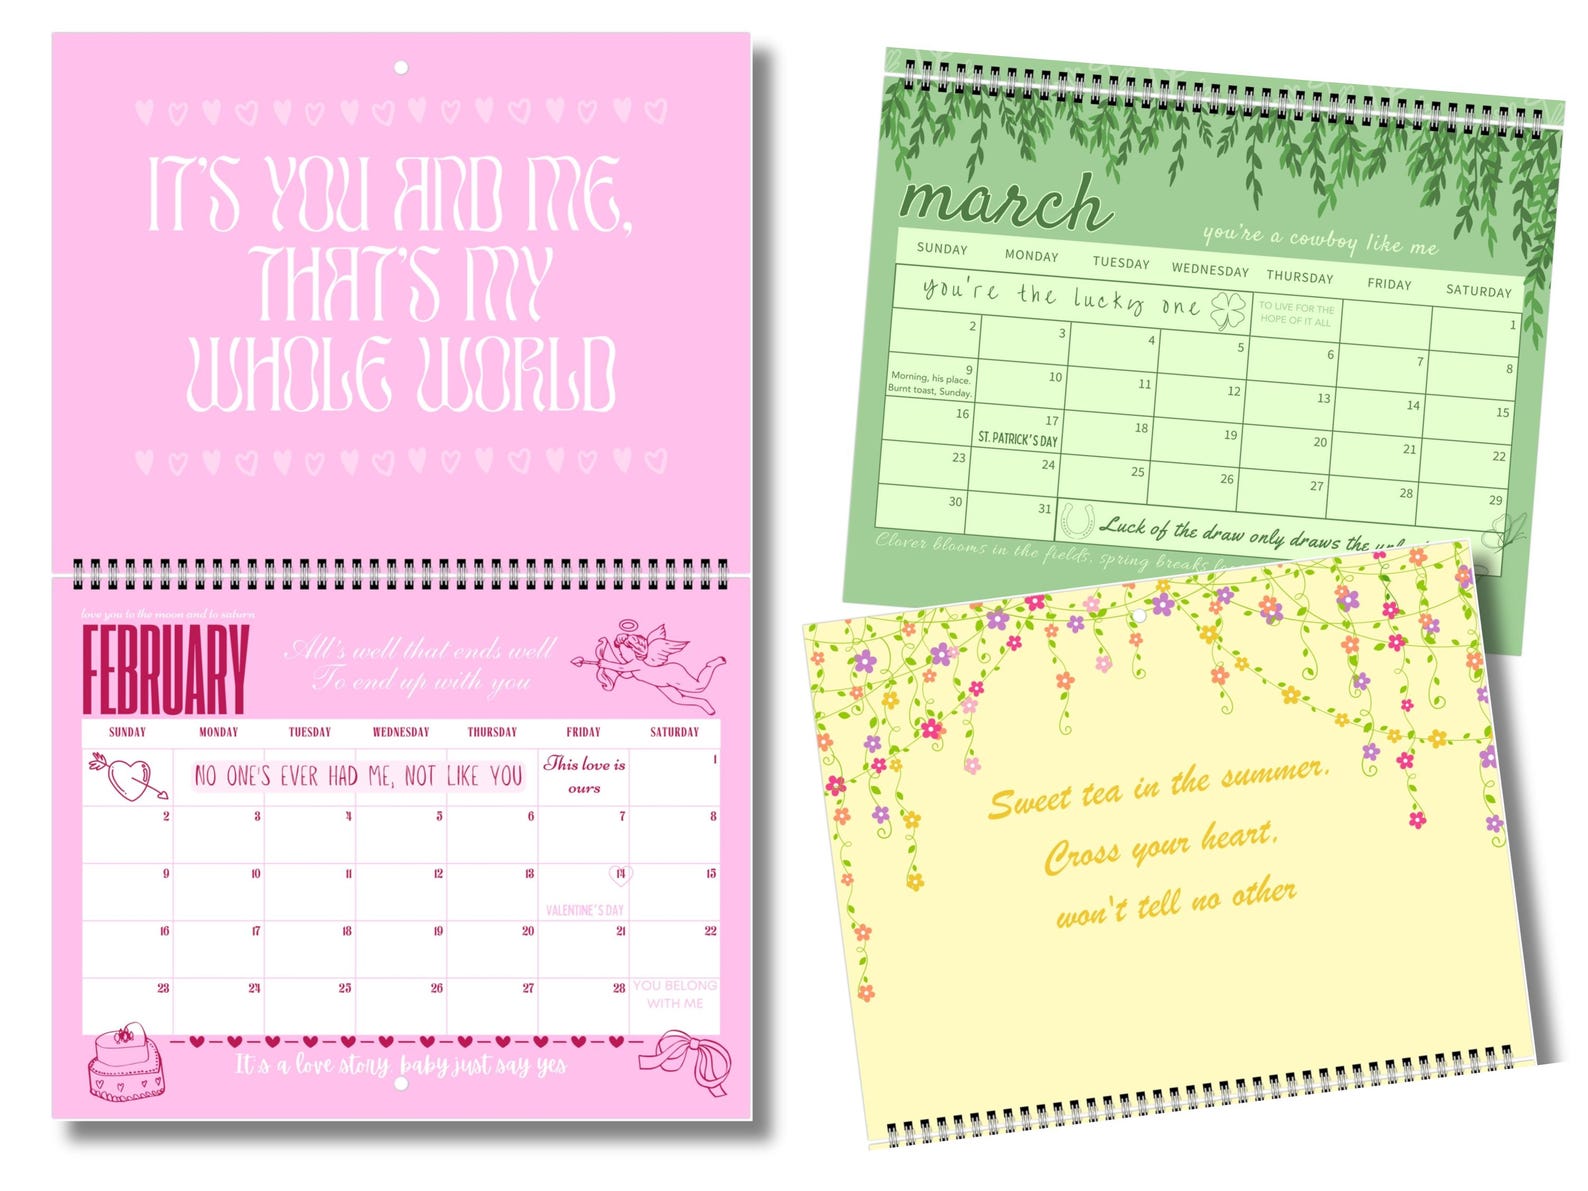 IT'S YOU AND ME,
THAT'S MY
WHOLE WORLD
love you to the moon and to saturn
FEBRUARY
All's well that ends well
To end up with you
SUNDAY MONDAY TUESDAY WEDNESDAY THURSDAY FRIDAY SATURDAY
NO ONE'S EVER HAD ME, NOT LIKE YOU
This love is
ours
1
2 3 4 5 6 7 8
9 10 11 12 13 14 15
VALENTINE'S DAY
16 17 18 19 20 21 22
23 24 25 26 27 28
YOU BELONG
WITH ME
It's a love story, baby just say yes
march
you're a cowboy like me
SUNDAY MONDAY TUESDAY WEDNESDAY THURSDAY FRIDAY SATURDAY
you're the lucky one
TO LIVE FOR THE
HOPE OF IT ALL
1
2 3 4 5 6 7 8
9 10 11 12 13 14 15
Morning, his place.
Burnt toast, Sunday.
16 17 18 19 20 21 22
ST. PATRICK'S DAY
23 24 25 26 27 28 29
30 31
Luck of the draw only draws the
Clover blooms in the fields, spring breaks
Sweet tea in the summer.
Cross your heart,
won't tell no other